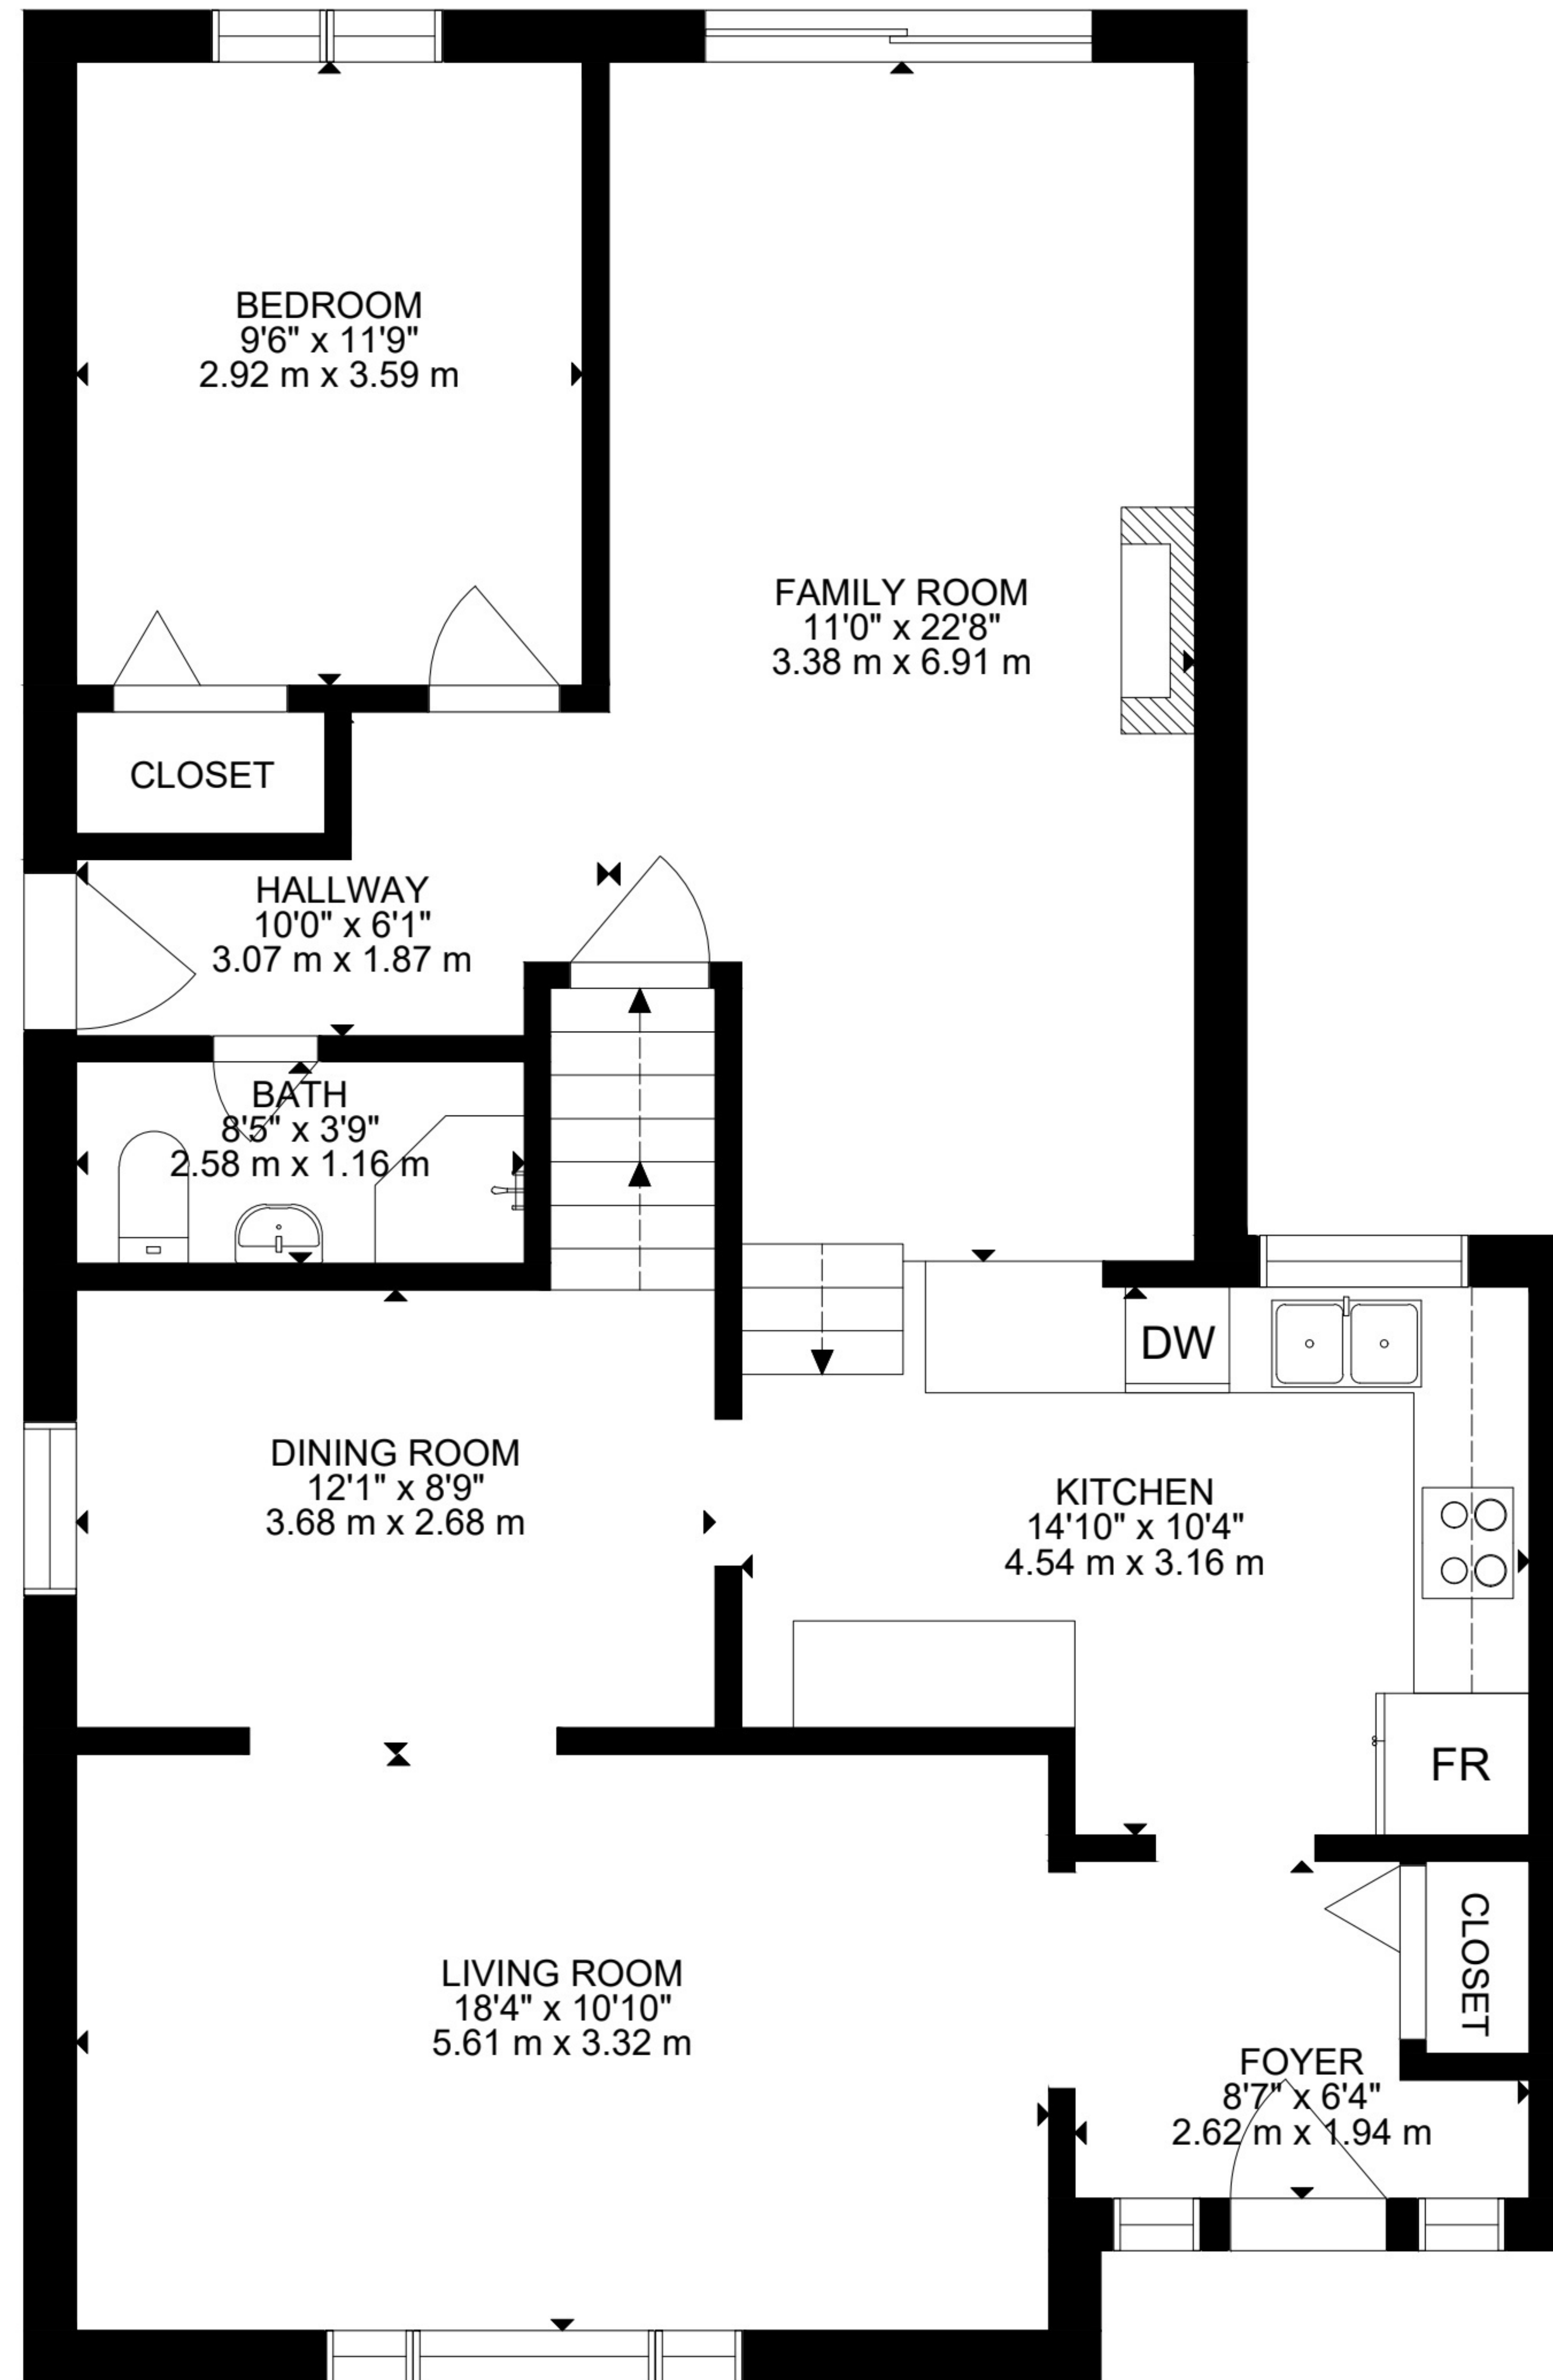 BEDROOM
9'6" x 11'9"
2.92 m x 3.59 m
FAMILY ROOM
11'0" x 22'8"
3.38 m x 6.91 m
CLOSET
HALLWAY
10'0" x 6'1"
3.07 m x 1.87 m
BATH
8'5" x 3'9"
2.58 m x 1.16 m
DW
DINING ROOM
12'1" x 8'9"
3.68 m x 2.68 m
KITCHEN
14'10" x 10'4"
4.54 m x 3.16 m
FR
CLOSET
LIVING ROOM
18'4" x 10'10"
5.61 m x 3.32 m
FOYER
8'7" x 6'4"
2.62 m x 1.94 m